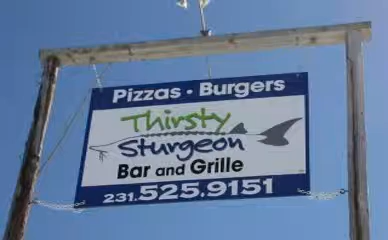 Pizzas • Burgers
Thirsty
Sturgeon
Bar and Grille
231.525.9151